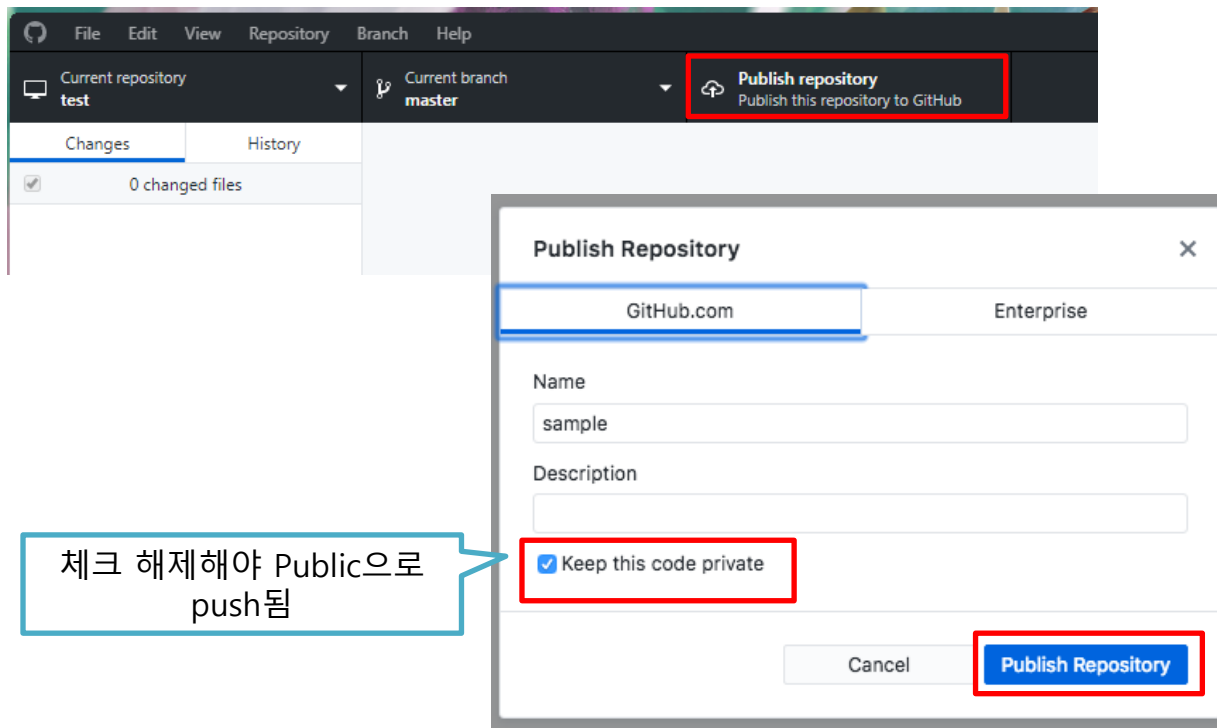 File Edit View Repository Branch Help
Current repository
test
Current branch
master
Publish repository
Publish this repository to GitHub
Changes History
0 changed files
Publish Repository
GitHub.com Enterprise
Name
sample
Description
Keep this code private
체크 해제해야 Public으로
push됨
Cancel Publish Repository